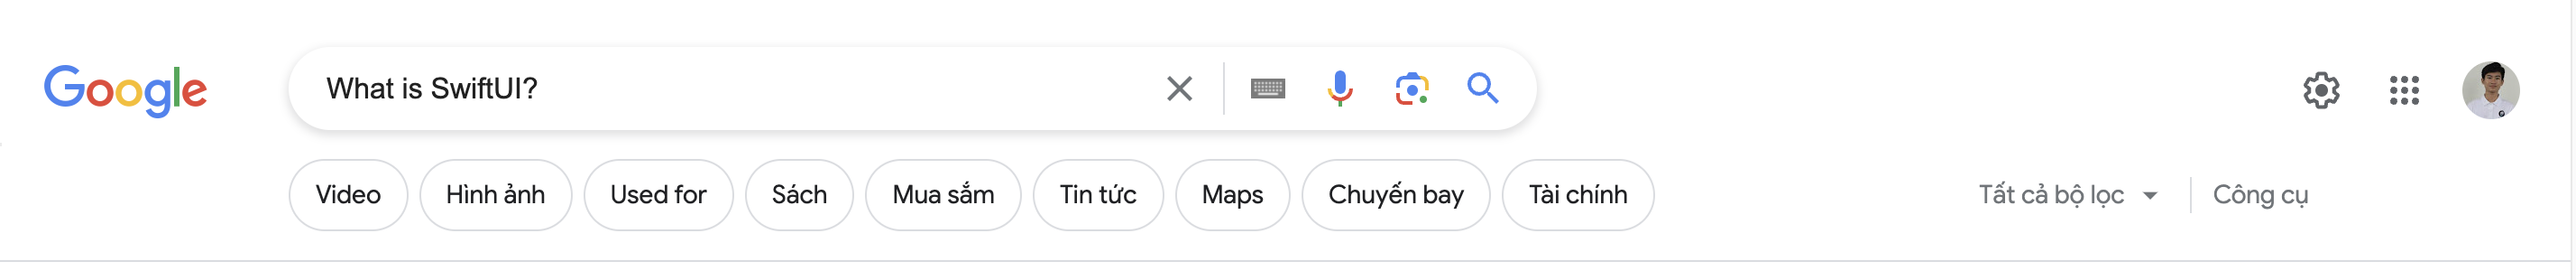 Google What is SwiftUI?
Video Hình ảnh Used for Sách Mua sắm Tin tức Maps Chuyến bay Tài chính Tất cả bộ lọc Công cụ